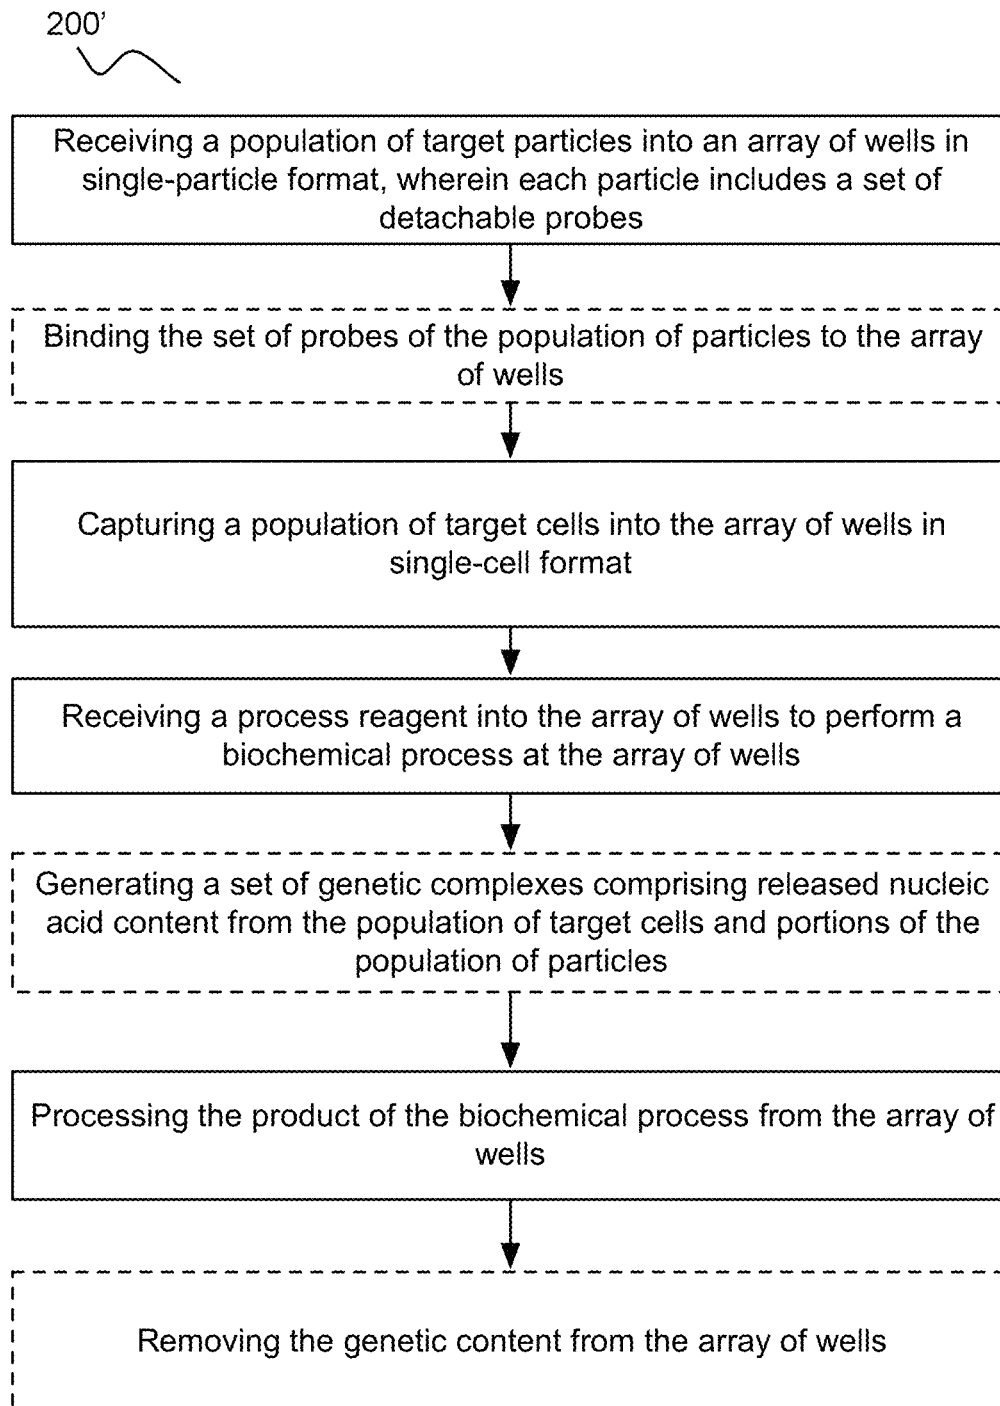 200’
Receiving a population of target particles into an array of wells in
single-particle format, wherein each particle includes a set of
detachable probes
Binding the set of probes of the population of particles to the array
of wells
Capturing a population of target cells into the array of wells in
single-cell format
Receiving a process reagent into the array of wells to perform a
biochemical process at the array of wells
Generating a set of genetic complexes comprising released nucleic
acid content from the population of target cells and portions of the
population of particles
Processing the product of the biochemical process from the array of
wells
Removing the genetic content from the array of wells